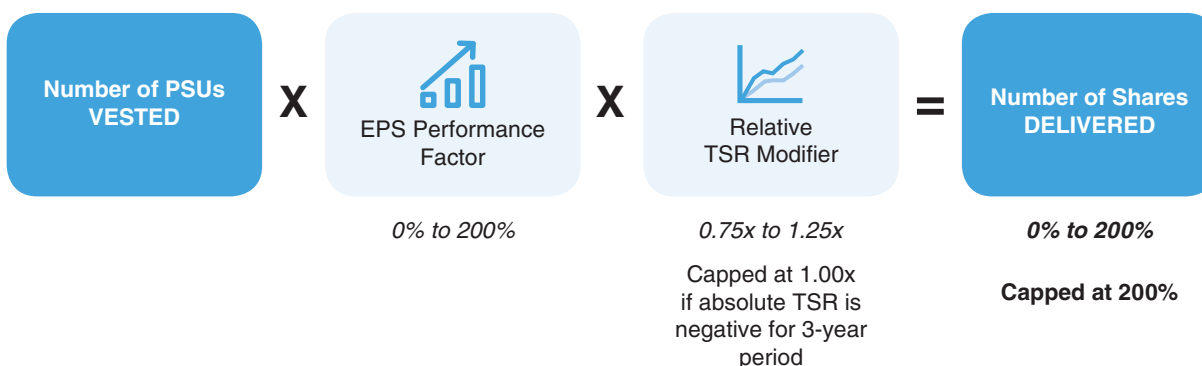 Number of PSUs
VESTED
X
EPS Performance
Factor
X
Relative
TSR Modifier
=
Number of Shares
DELIVERED
0% to 200%
0.75x to 1.25x
Capped at 1.00x
if absolute TSR is
negative for 3-year
period
0% to 200%
Capped at 200%